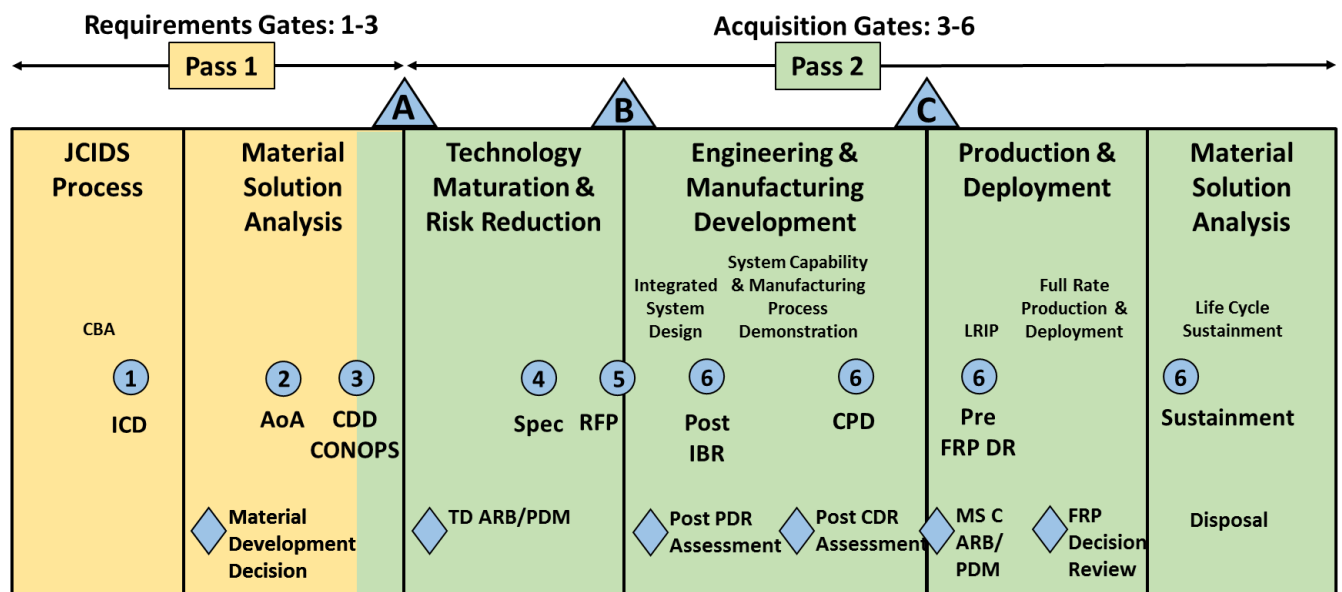 Requirements Gates: 1-3
Acquisition Gates: 3-6
Pass 1
Pass 2
A
B
C
JCIDS
Process
Material
Solution
Analysis
Technology
Maturation &
Risk Reduction
Engineering &
Manufacturing
Development
Production &
Deployment
Material
Solution
Analysis
CBA
Integrated
System
Design
System Capability
& Manufacturing
Process
Demonstration
LRIP
Full Rate
Production &
Deployment
Life Cycle
Sustainment
1
ICD
2
AoA
3
CDD
CONOPS
4
Spec
5
RFP
6
Post
IBR
6
CPD
6
Pre
FRP DR
6
Sustainment
Material
Development
Decision
TD ARB/PDM
Post PDR
Assessment
Post CDR
Assessment
MS C
ARB/
PDM
FRP
Decision
Review
Disposal